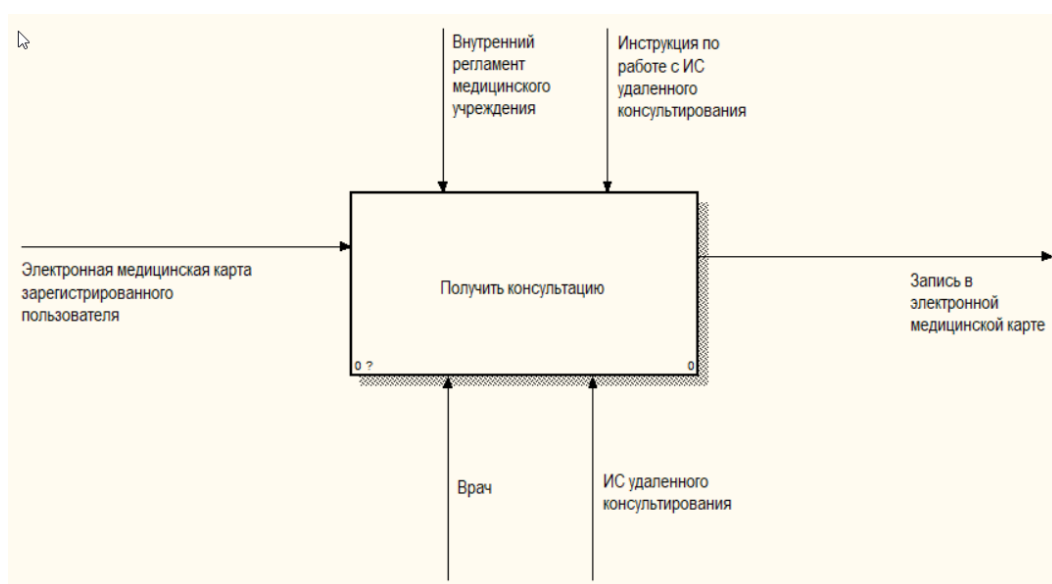 Внутренний
регламент
медицинского
учреждения
Инструкция по
работе с ИС
удаленного
консультирования
Электронная медицинская карта
зарегистрированного
пользователя
Получить консультацию
0 ?
0
Запись в
электронной
медицинской карте
Врач
ИС удаленного
консультирования